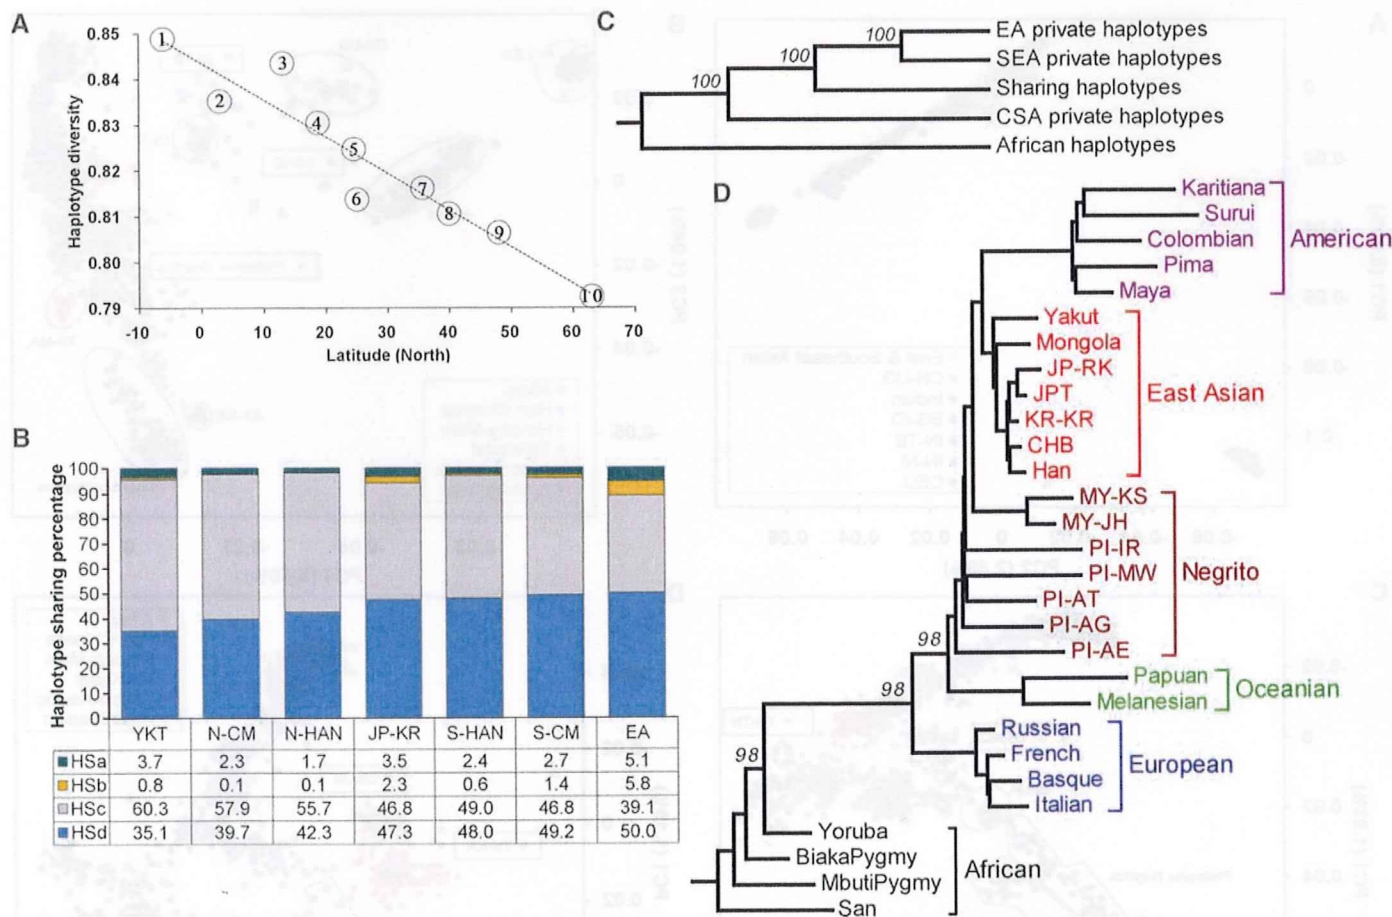 A
0.85
0.84
0.83
0.82
0.81
0.80
0.79
Haplotype diversity
1
2
3
4
5
6
7
8
9
10
-10 0 10 20 30 40 50 60 70
Latitude (North)
B
Haplotype sharing percentage
100
90
80
70
60
50
40
30
20
10
0
YKT N-CM N-HAN JP-KR S-HAN S-CM EA
HSa 3.7 2.3 1.7 3.5 2.4 2.7 5.1
HSb 0.8 0.1 0.1 2.3 0.6 1.4 5.8
HSc 60.3 57.9 55.7 46.8 49.0 46.8 39.1
HSd 35.1 39.7 42.3 47.3 48.0 49.2 50.0
C
100
100
100
EA private haplotypes
SEA private haplotypes
Sharing haplotypes
CSA private haplotypes
African haplotypes
D
Karitiana
Surui
Colombian
Pima
Maya
American
Yakut
Mongola
JP-RK
JPT
KR-KR
CHB
Han
East Asian
MY-KS
MY-JH
PI-IR
PI-MW
PI-AT
PI-AG
PI-AE
Negrito
98
98
98
Papuan
Melanesian
Oceanian
Russian
French
Basque
Italian
European
Yoruba
BiakaPygmy
MbutiPygmy
San
African